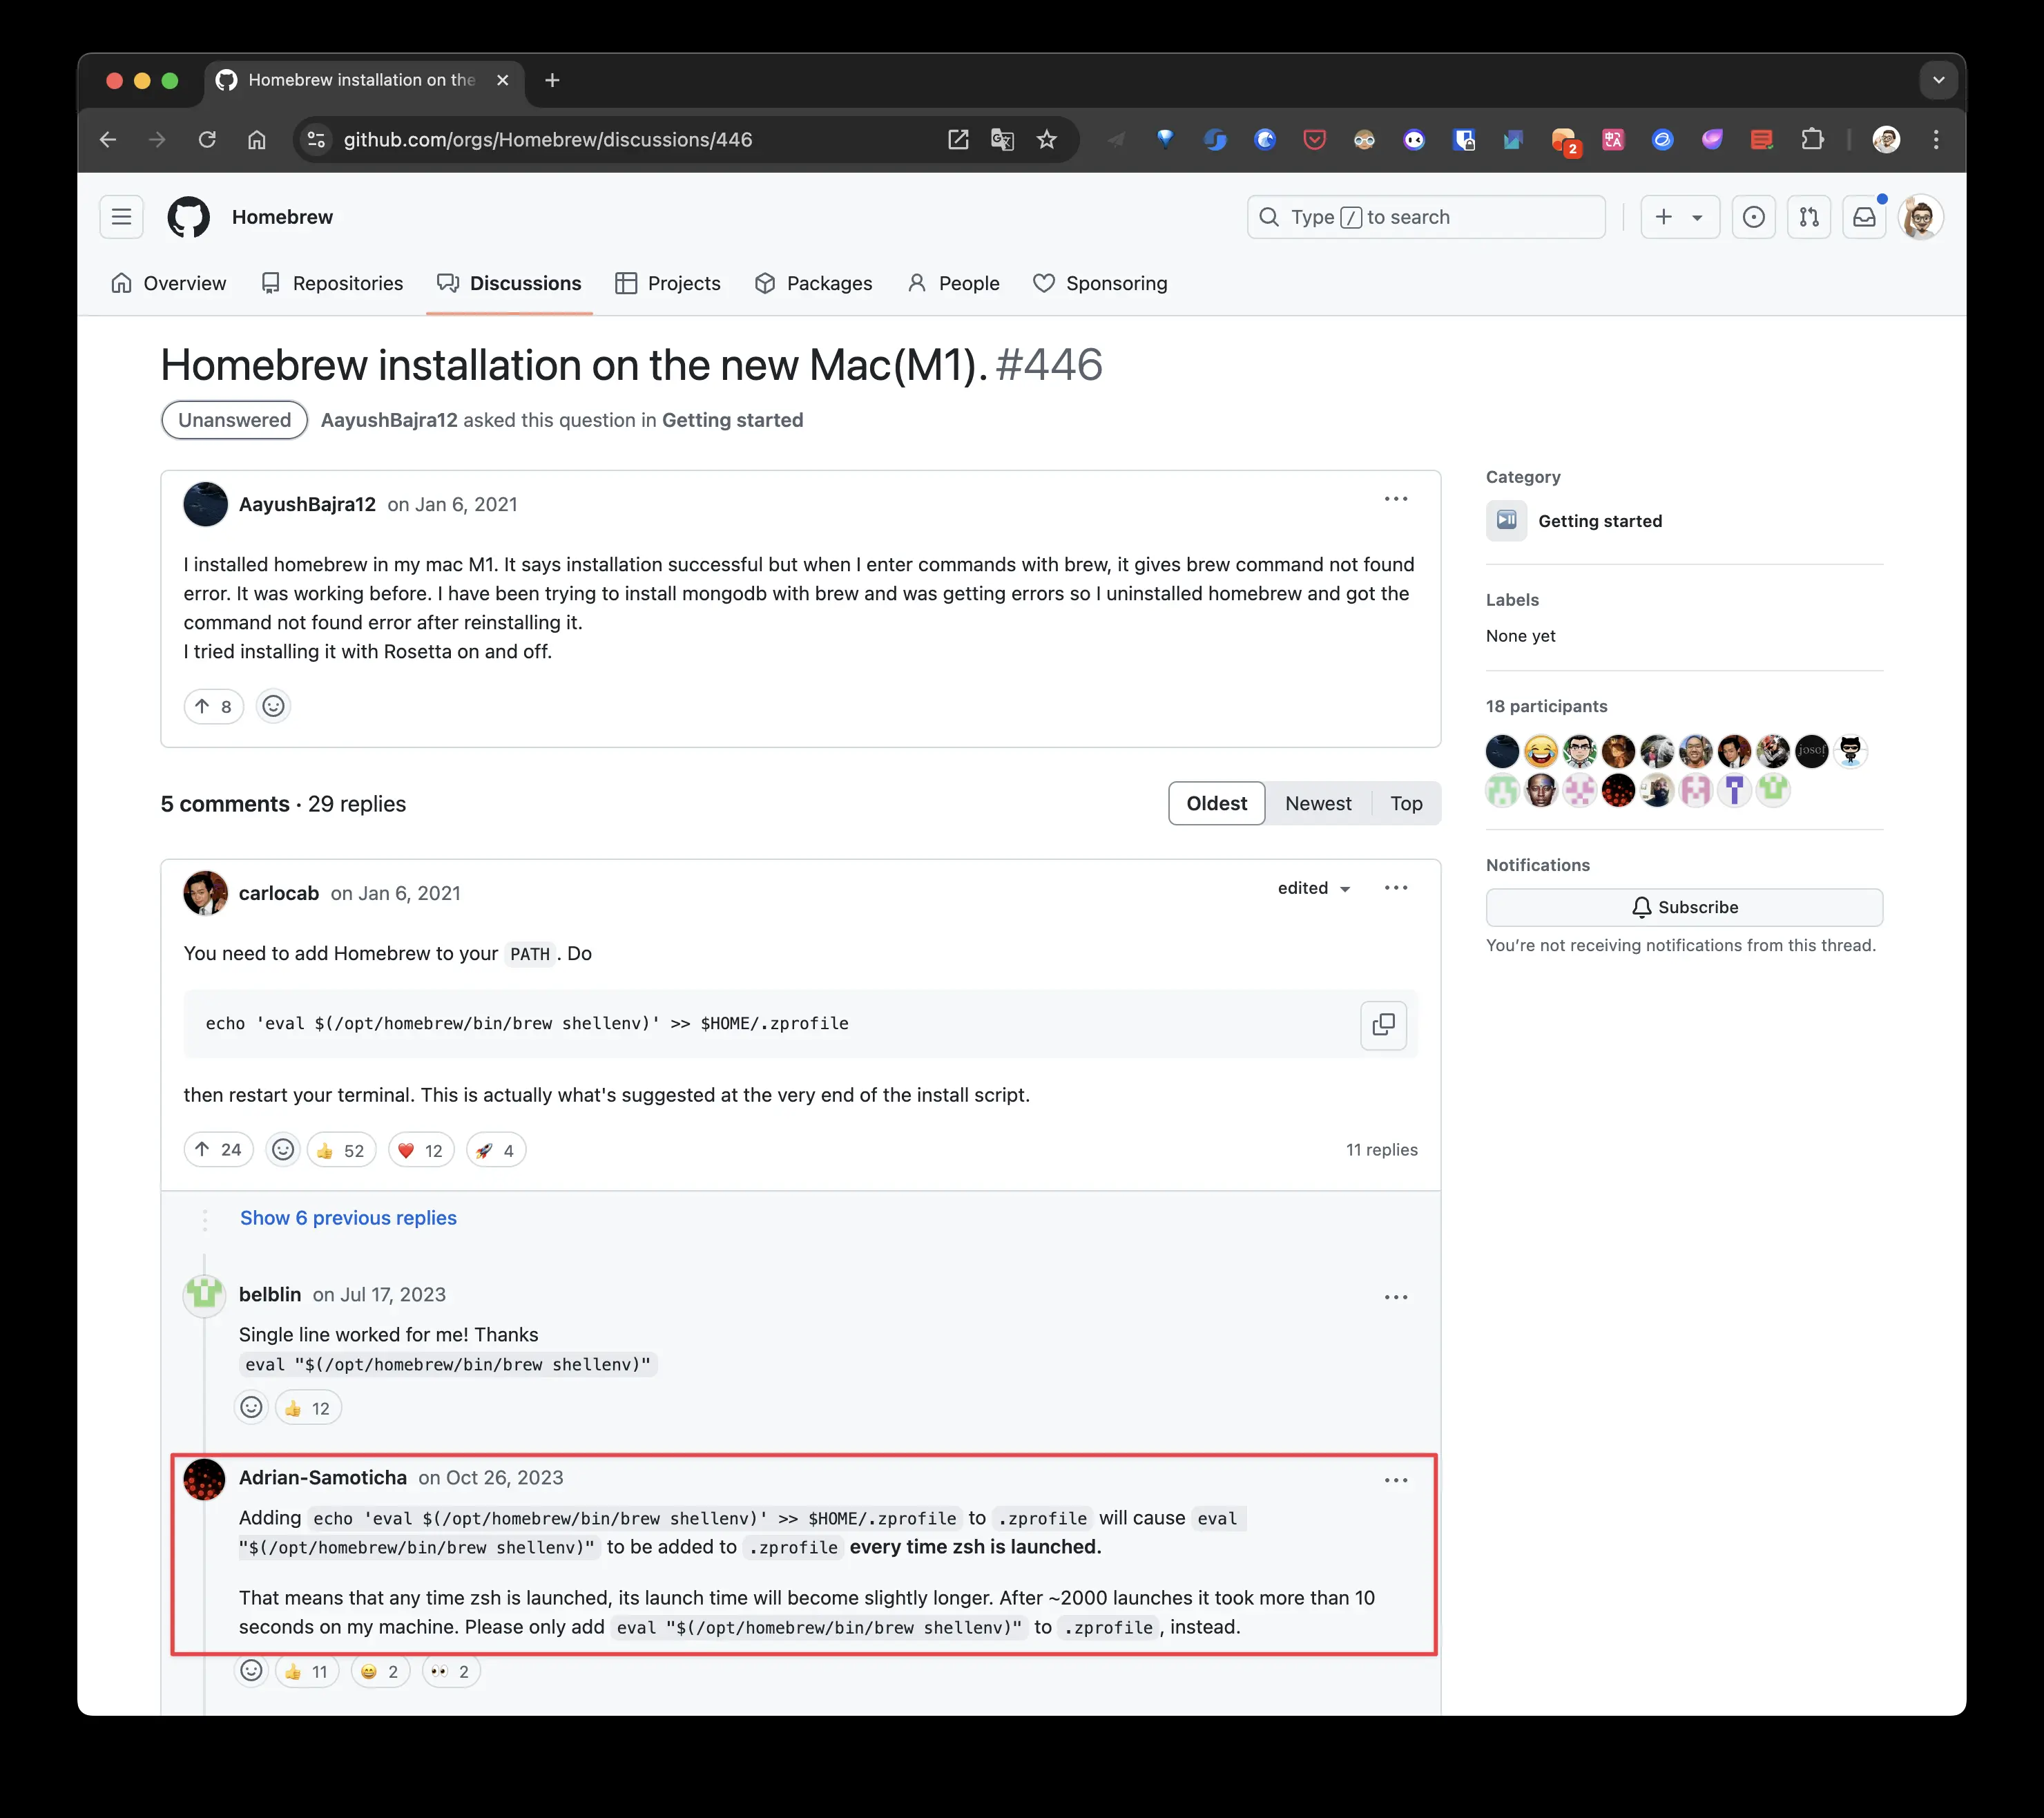 Homebrew installation on the
github.com/orgs/Homebrew/discussions/446
2
Homebrew
Type / to search
Overview
Repositories
Discussions
Projects
Packages
People
Sponsoring
Homebrew installation on the new Mac(M1). #446
Unanswered
AayushBajra12 asked this question in Getting started
AayushBajra12 on Jan 6, 2021
I installed homebrew in my mac M1. It says installation successful but when I enter commands with brew, it gives brew command not found
error. It was working before. I have been trying to install mongodb with brew and was getting errors so I uninstalled homebrew and got the
command not found error after reinstalling it.
I tried installing it with Rosetta on and off.
8
Category
Getting started
Labels
None yet
18 participants
josof
Notifications
Subscribe
You're not receiving notifications from this thread.
5 comments · 29 replies
Oldest
Newest
Top
carlocab on Jan 6, 2021
edited
You need to add Homebrew to your PATH . Do
echo 'eval $(/opt/homebrew/bin/brew shellenv)' >> $HOME/.zprofile
then restart your terminal. This is actually what's suggested at the very end of the install script.
24
52
12
4
11 replies
Show 6 previous replies
belblin on Jul 17, 2023
Single line worked for me! Thanks
eval "$(/opt/homebrew/bin/brew shellenv)"
12
Adrian-Samoticha on Oct 26, 2023
Adding echo 'eval $(/opt/homebrew/bin/brew shellenv)' >> $HOME/.zprofile to .zprofile will cause eval
"$(/opt/homebrew/bin/brew shellenv)" to be added to .zprofile every time zsh is launched.
That means that any time zsh is launched, its launch time will become slightly longer. After ~2000 launches it took more than 10
seconds on my machine. Please only add eval "$(/opt/homebrew/bin/brew shellenv)" to .zprofile , instead.
11
2
2